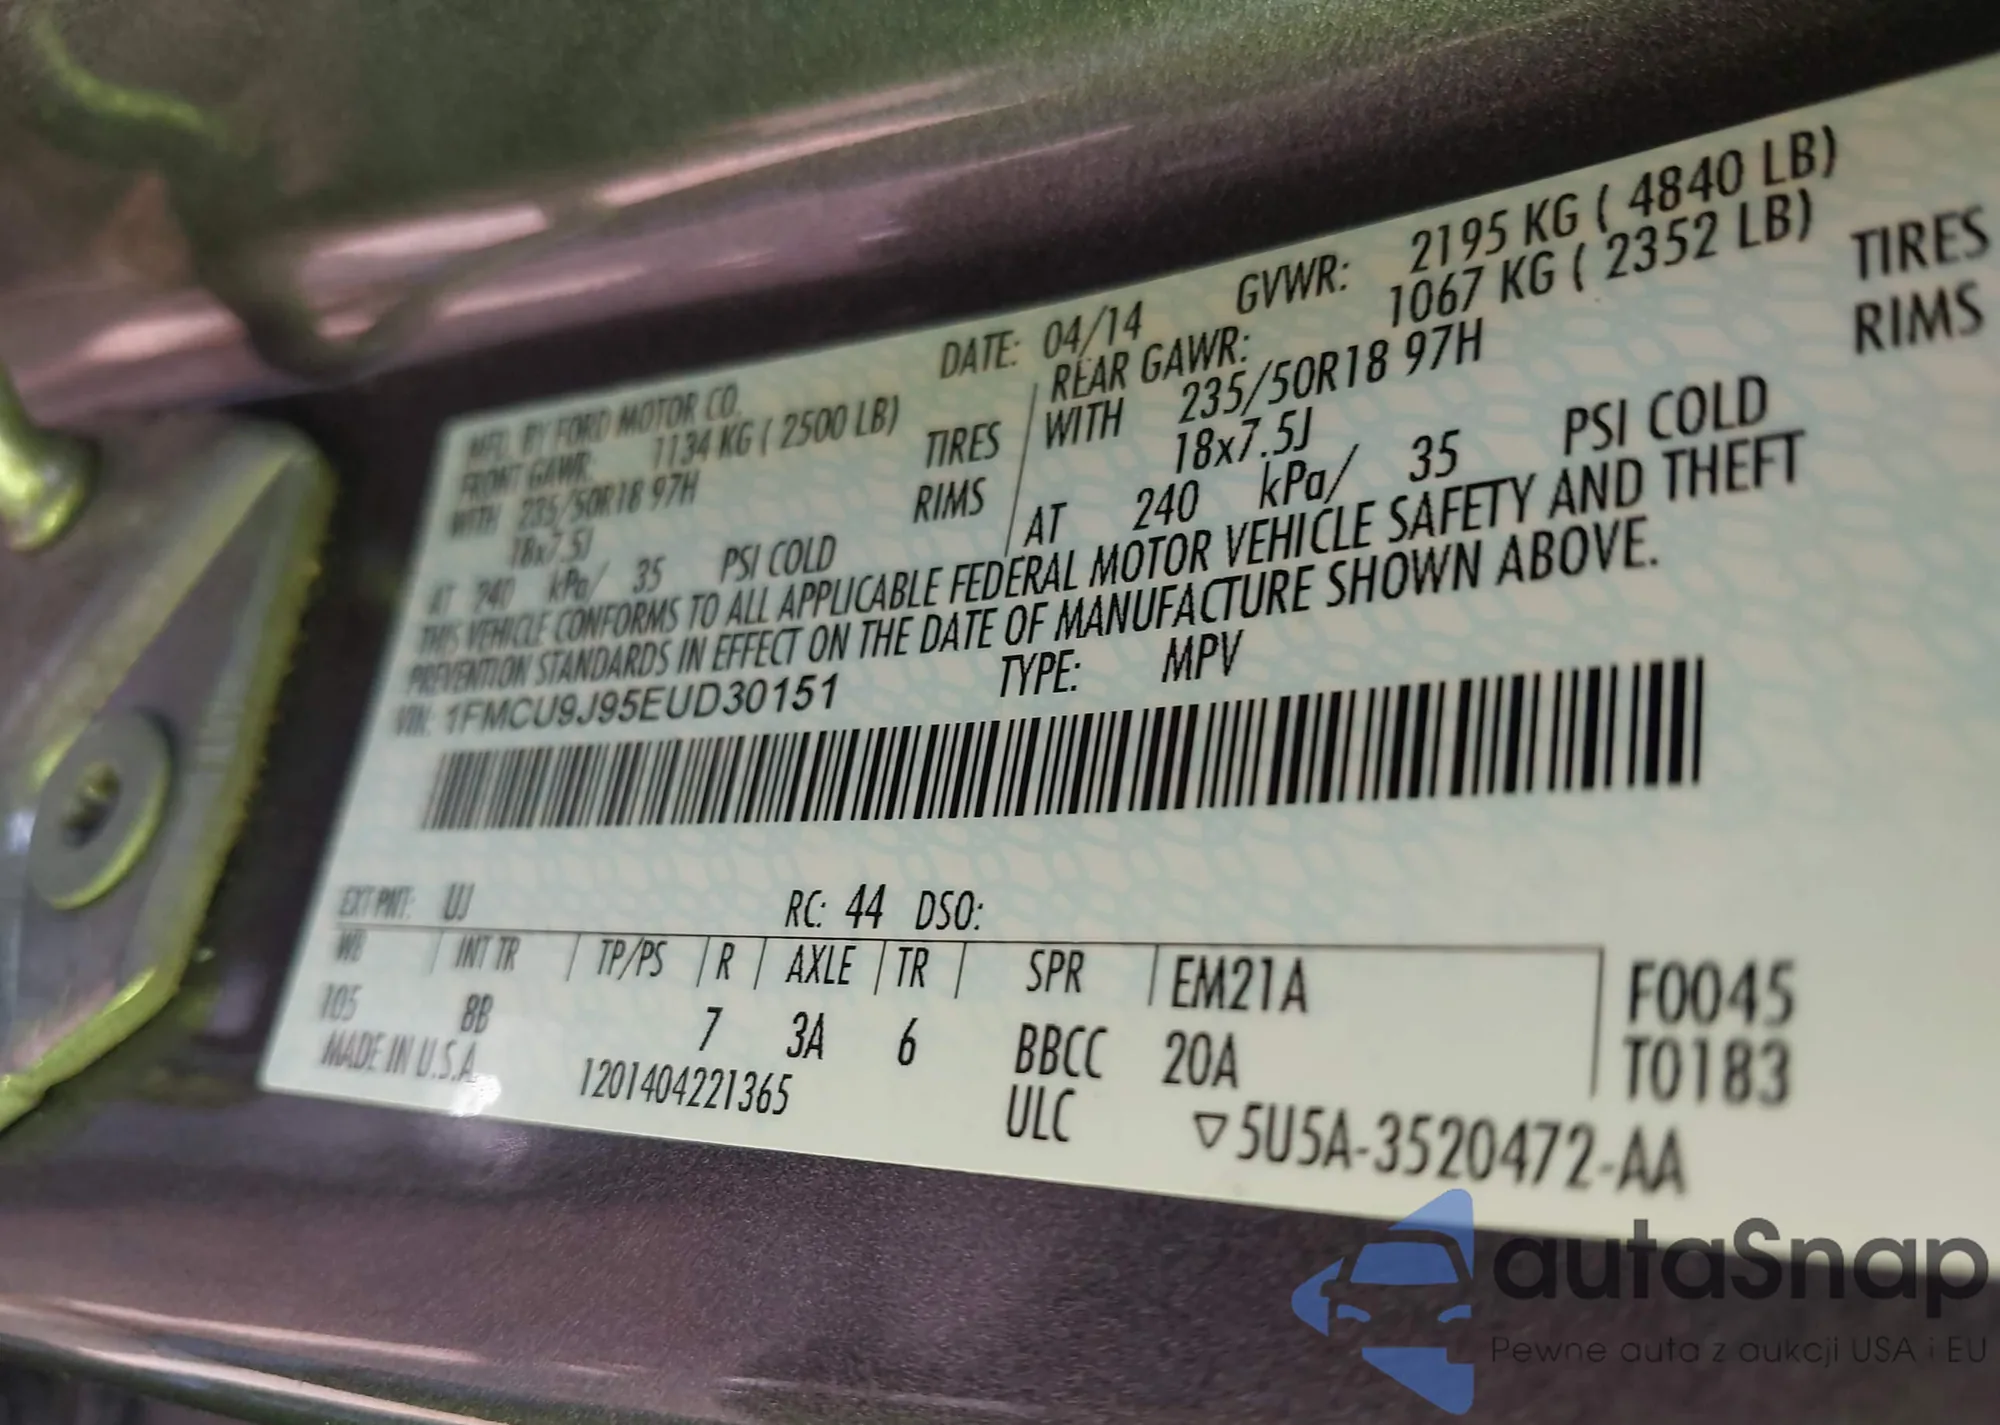 MFD. BY FORD MOTOR CO. DATE: 04/14 GVWR: 2195 KG ( 4840 LB)
FRONT GAWR: 1134 KG ( 2500 LB) REAR GAWR: 1067 KG ( 2352 LB)
WITH 235/50R18 97H TIRES WITH 235/50R18 97H TIRES
18x7.5J RIMS 18x7.5J RIMS
AT 240 kPa/ 35 PSI COLD AT 240 kPa/ 35 PSI COLD
THIS VEHICLE CONFORMS TO ALL APPLICABLE FEDERAL MOTOR VEHICLE SAFETY AND THEFT
PREVENTION STANDARDS IN EFFECT ON THE DATE OF MANUFACTURE SHOWN ABOVE.
VIN: 1FMCU9J95EUD30151 TYPE: MPV
EXT PNT: UJ RC: 44 DSO:
WB INT TR TP/PS R AXLE TR SPR EM21A F0045
105 8B 7 3A 6 BBCC 20A T0183
MADE IN U.S.A. 1201404221365 ULC ▽5U5A-3520472-AA
autaSnap
Pewne auta z aukcji USA i EU